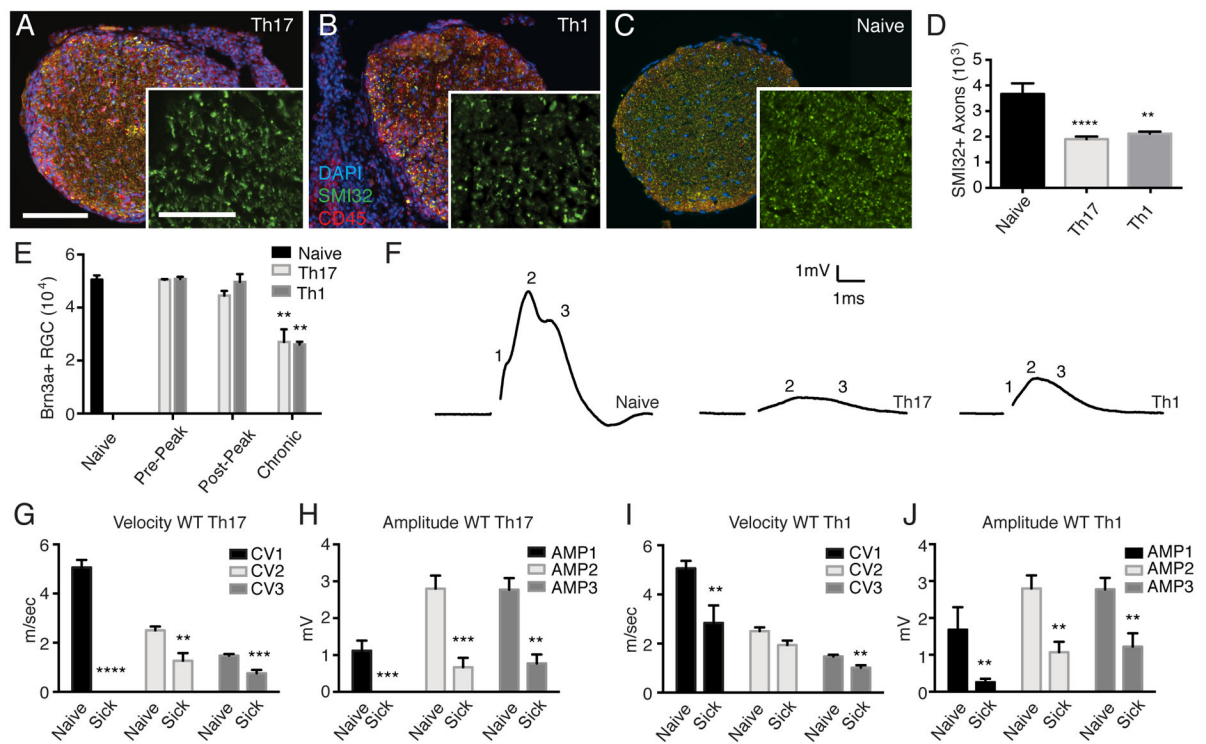 A
Th17
B
Th1
C
Naive
DAPI
SMI32
CD45
D
SMI32+ Axons (10³)
5
4
3
2
1
0
****
**
Naive
Th17
Th1
E
Brn3a+ RGC (10⁴)
6
4
2
0
Naive
Th17
Th1
** **
Naive
Pre-Peak
Post-Peak
Chronic
F
1mV
1ms
1
2
3
Naive
2
3
Th17
1
2
3
Th1
G
Velocity WT Th17
m/sec
6
4
2
0
CV1
CV2
CV3
****
**
***
Naive
Sick
Naive
Sick
Naive
Sick
H
Amplitude WT Th17
mV
4
3
2
1
0
AMP1
AMP2
AMP3
***
***
**
Naive
Sick
Naive
Sick
Naive
Sick
I
Velocity WT Th1
m/sec
6
4
2
0
CV1
CV2
CV3
**
**
Naive
Sick
Naive
Sick
Naive
Sick
J
Amplitude WT Th1
mV
4
3
2
1
0
AMP1
AMP2
AMP3
**
**
**
Naive
Sick
Naive
Sick
Naive
Sick